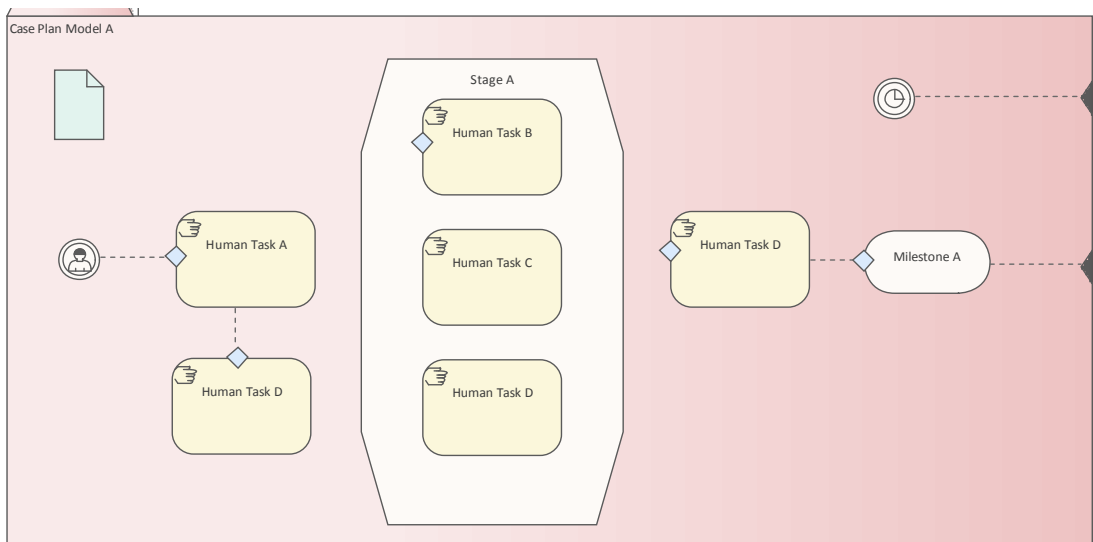 Case Plan Model A
Stage A
Human Task B
Human Task A
Human Task C
Human Task D
Milestone A
Human Task D
Human Task D